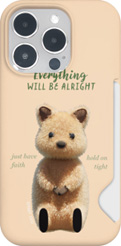 Everything
WILL BE ALRIGHT
just have
faith
hold on
tight